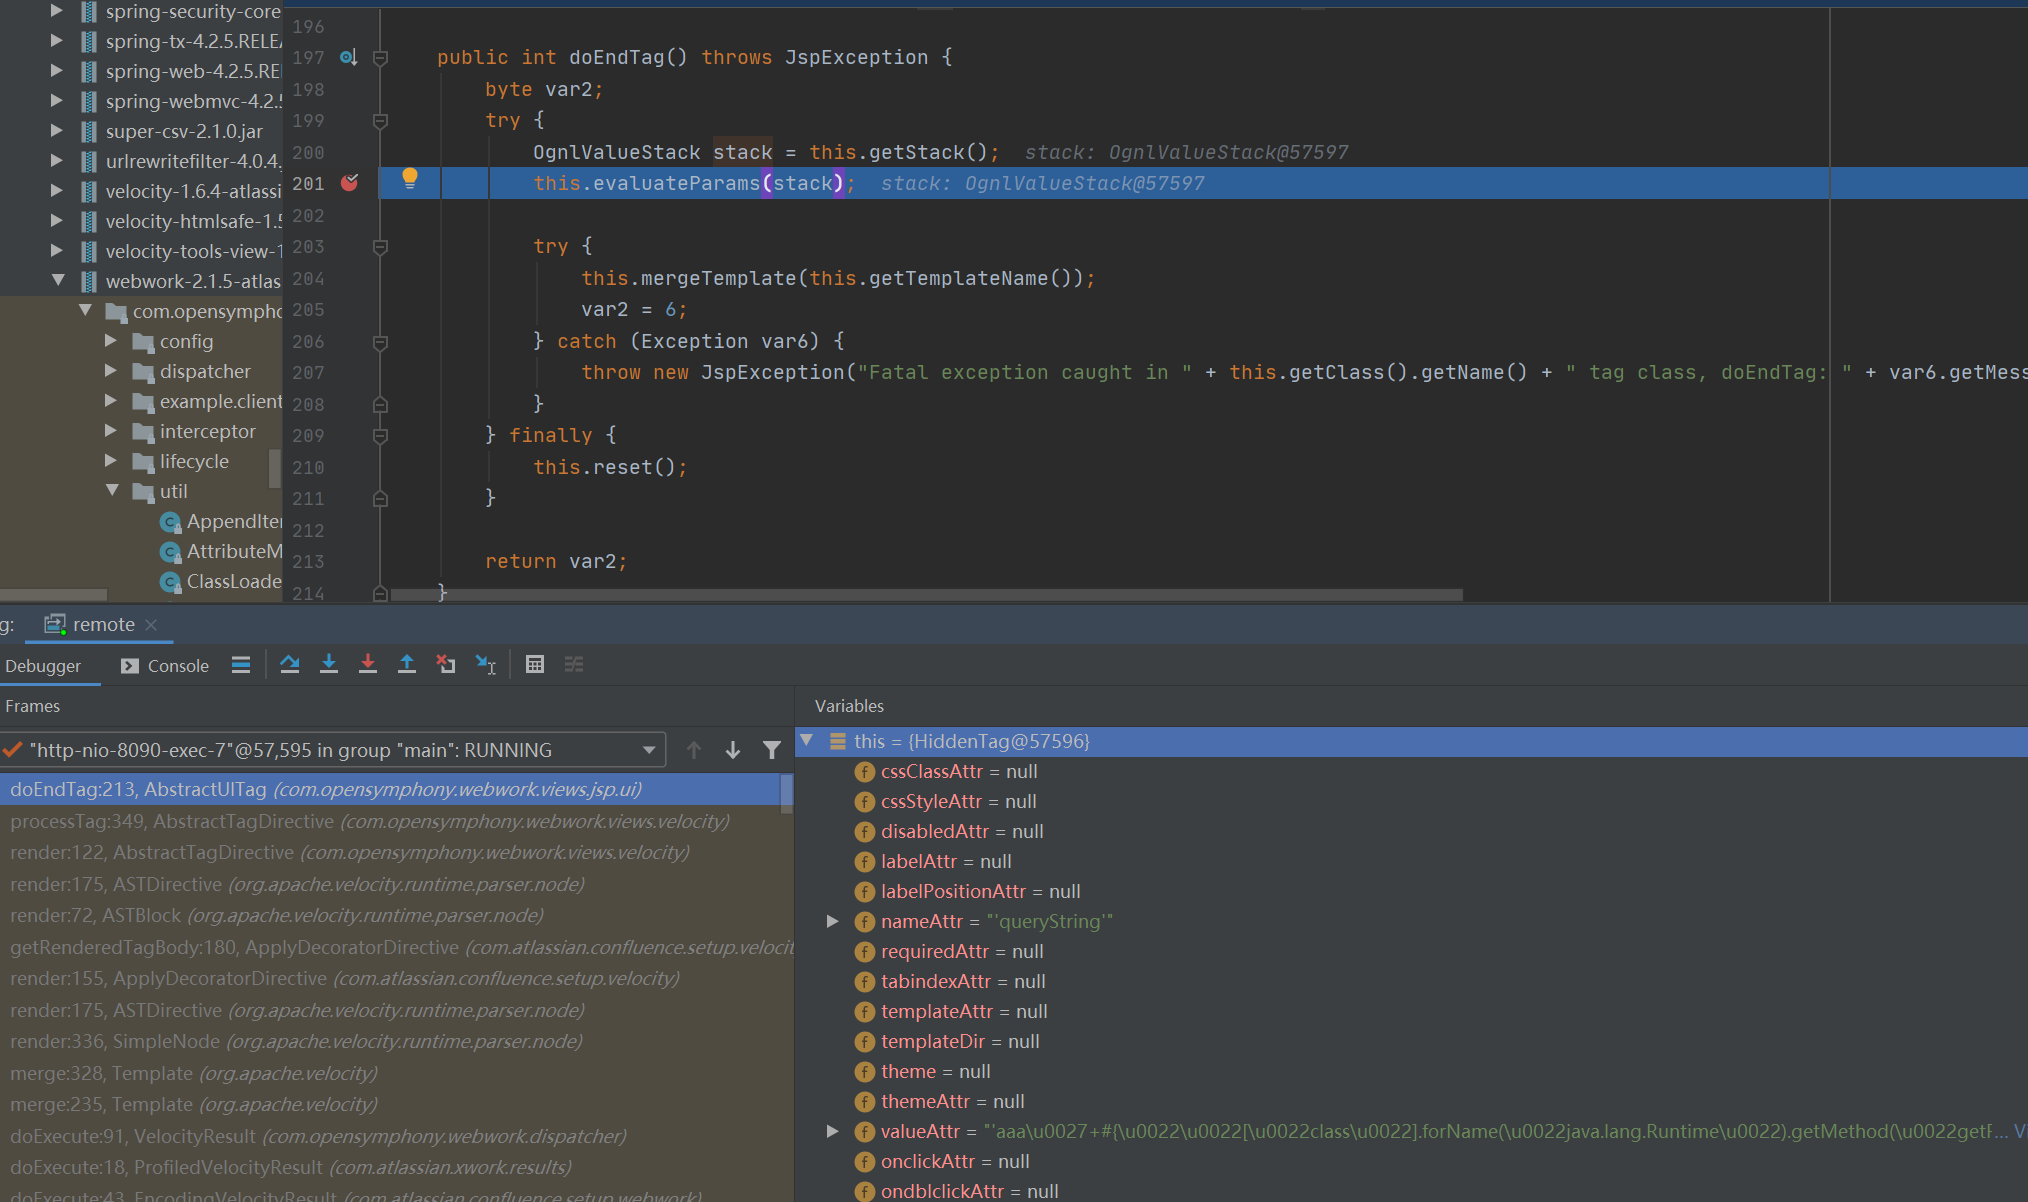 spring-security-core
spring-tx-4.2.5.RELEA
spring-web-4.2.5.REI
spring-webmvc-4.2.5
super-csv-2.1.0.jar
urlrewritefilter-4.0.4.
velocity-1.6.4-atlassi
velocity-htmlsafe-1.5
velocity-tools-view-1
webwork-2.1.5-atlas
com.opensympho
config
dispatcher
example.client
interceptor
lifecycle
util
AppendIter
AttributeM
ClassLoade
196
197 public int doEndTag() throws JspException {
198 byte var2;
199 try {
200 OgnlValueStack stack = this.getStack(); stack: OgnlValueStack@57597
201 this.evaluateParams(stack); stack: OgnlValueStack@57597
202
203 try {
204 this.mergeTemplate(this.getTemplateName());
205 var2 = 6;
206 } catch (Exception var6) {
207 throw new JspException("Fatal exception caught in " + this.getClass().getName() + " tag class, doEndTag: " + var6.getMess
208 }
209 } finally {
210 this.reset();
211 }
212
213 return var2;
214 }
g: remote
Debugger Console
Frames
"http-nio-8090-exec-7"@57,595 in group "main": RUNNING
doEndTag:213, AbstractUITag (com.opensymphony.webwork.views.jsp.ui)
processTag:349, AbstractTagDirective (com.opensymphony.webwork.views.velocity)
render:122, AbstractTagDirective (com.opensymphony.webwork.views.velocity)
render:175, ASTDirective (org.apache.velocity.runtime.parser.node)
render:72, ASTBlock (org.apache.velocity.runtime.parser.node)
getRenderedTagBody:180, ApplyDecoratorDirective (com.atlassian.confluence.setup.velocit
render:155, ApplyDecoratorDirective (com.atlassian.confluence.setup.velocity)
render:175, ASTDirective (org.apache.velocity.runtime.parser.node)
render:336, SimpleNode (org.apache.velocity.runtime.parser.node)
merge:328, Template (org.apache.velocity)
merge:235, Template (org.apache.velocity)
doExecute:91, VelocityResult (com.opensymphony.webwork.dispatcher)
doExecute:18, ProfiledVelocityResult (com.atlassian.xwork.results)
doExecute:43, EncodingVelocityResult (com.atlassian.confluence.setup.webwork)
Variables
this = {HiddenTag@57596}
cssClassAttr = null
cssStyleAttr = null
disabledAttr = null
labelAttr = null
labelPositionAttr = null
nameAttr = "'queryString'"
requiredAttr = null
tabindexAttr = null
templateAttr = null
templateDir = null
theme = null
themeAttr = null
valueAttr = "'aaa\u0027+#{\u0022\u0022[\u0022class\u0022].forName(\u0022java.lang.Runtime\u0022).getMethod(\u0022getF... Vi
onclickAttr = null
ondblclickAttr = null